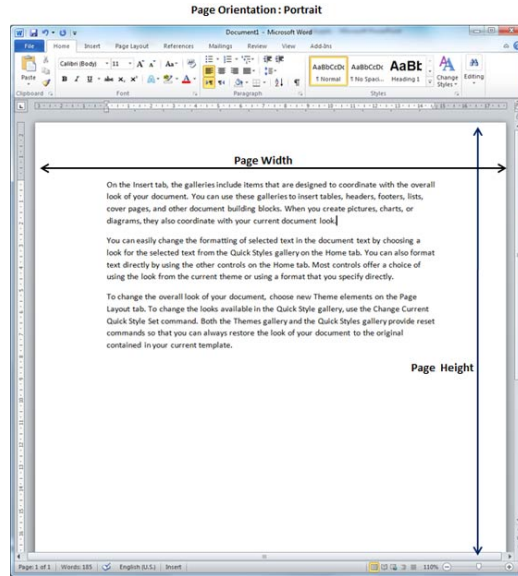 Page Orientation : Portrait
Document1 - Microsoft Word
File Home Insert Page Layout References Mailings Review View Add-Ins
Calibri (Body) 11
AaBbCcDc AaBbCcDc AaBt
Paste
¶ Normal ¶ No Spaci... Heading 1
Change Styles
Editing
Clipboard Font Paragraph Styles
Page Width
On the Insert tab, the galleries include items that are designed to coordinate with the overall
look of your document. You can use these galleries to insert tables, headers, footers, lists,
cover pages, and other document building blocks. When you create pictures, charts, or
diagrams, they also coordinate with your current document look.
You can easily change the formatting of selected text in the document text by choosing a
look for the selected text from the Quick Styles gallery on the Home tab. You can also format
text directly by using the other controls on the Home tab. Most controls offer a choice of
using the look from the current theme or using a format that you specify directly.
To change the overall look of your document, choose new Theme elements on the Page
Layout tab. To change the looks available in the Quick Style gallery, use the Change Current
Quick Style Set command. Both the Themes gallery and the Quick Styles gallery provide reset
commands so that you can always restore the look of your document to the original
contained in your current template.
Page Height
Page: 1 of 1 Words: 185 English (U.S.) Insert 110%